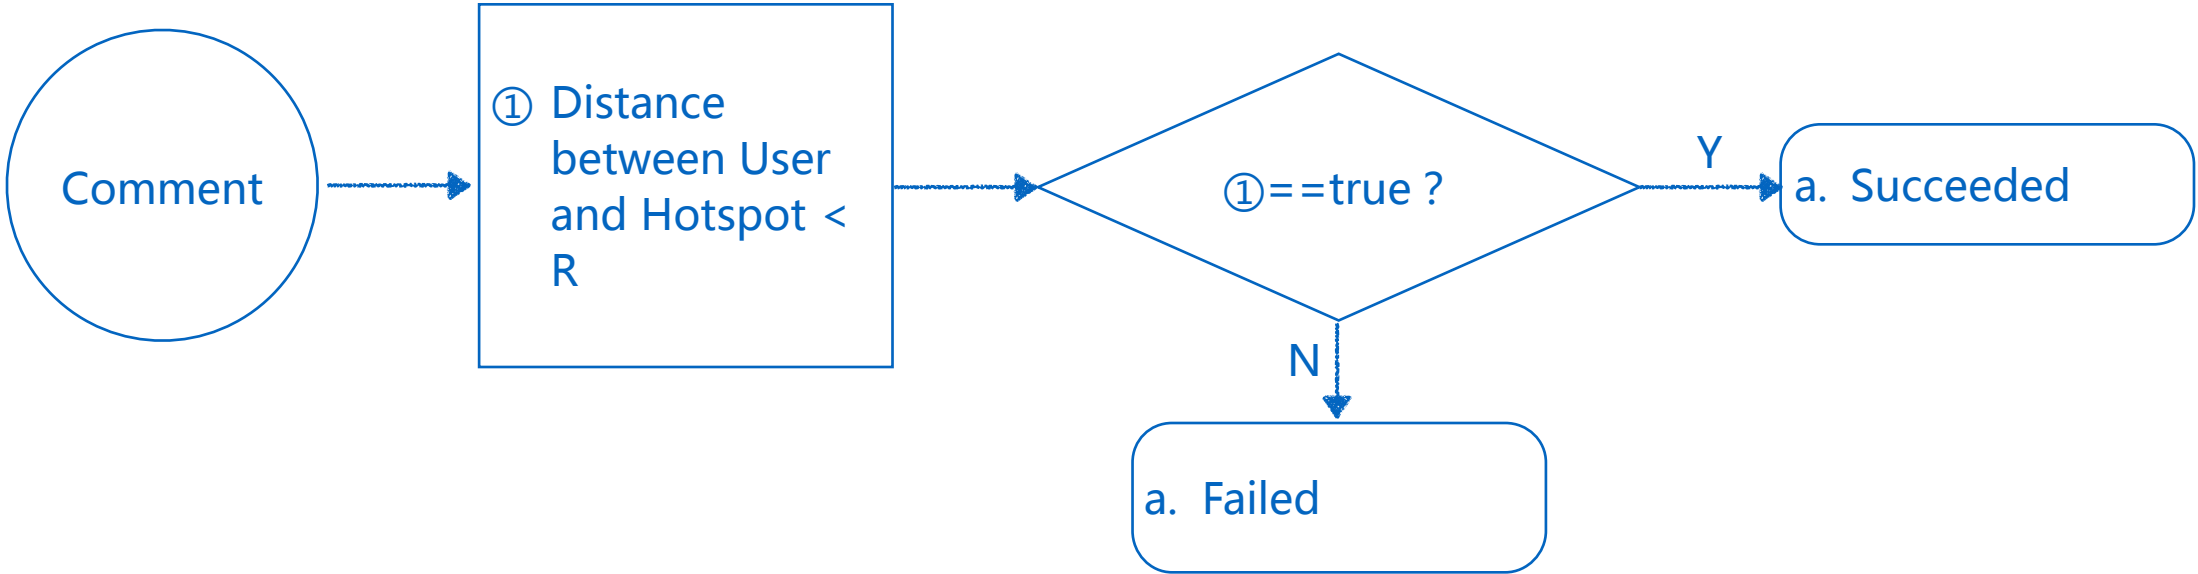 Comment
① Distance
between User
and Hotspot <
R
①==true ?
Y
a. Succeeded
N
a. Failed